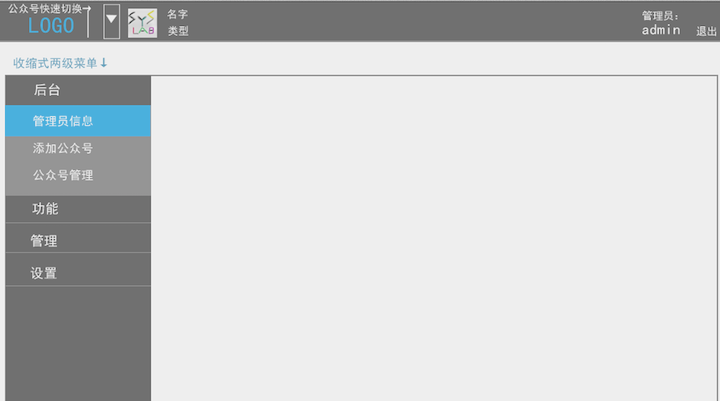 公众号快速切换→
LOGO
SyS
LAB
名字
类型
管理员:
admin
退出
收缩式两级菜单↓
后台
管理员信息
添加公众号
公众号管理
功能
管理
设置